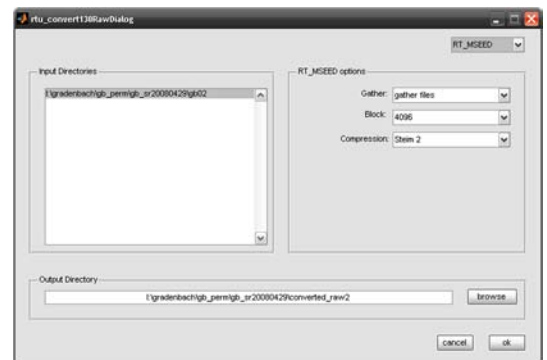 rtu_convert130RawDialog
RT_MSEED
Input Directories
I:\gradenbach\gb_perm\gb_sr20080429\gb02
RT_MSEED options
Gather: gather files
Block: 4096
Compression: Steim 2
Output Directory
I:\gradenbach\gb_perm\gb_sr20080429\converted_raw2
browse
cancel
ok